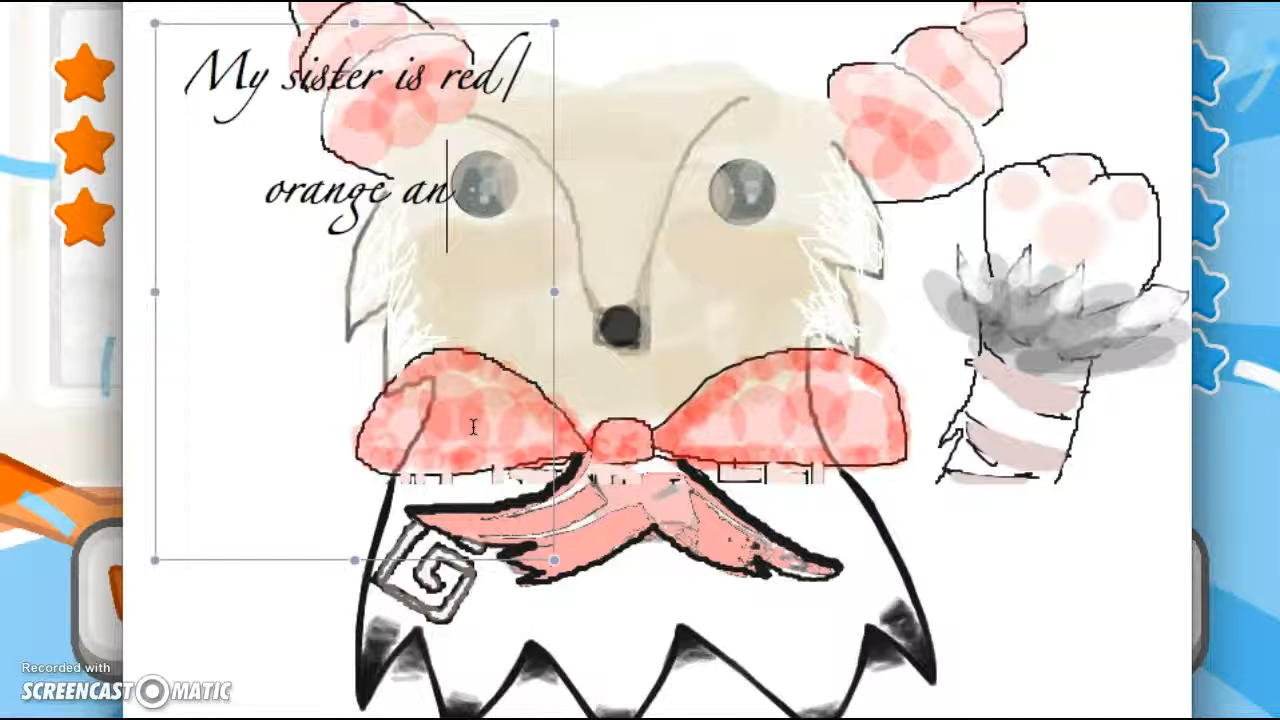 My sister is red/
orange an
Recorded with
SCREENCAST O MATIC